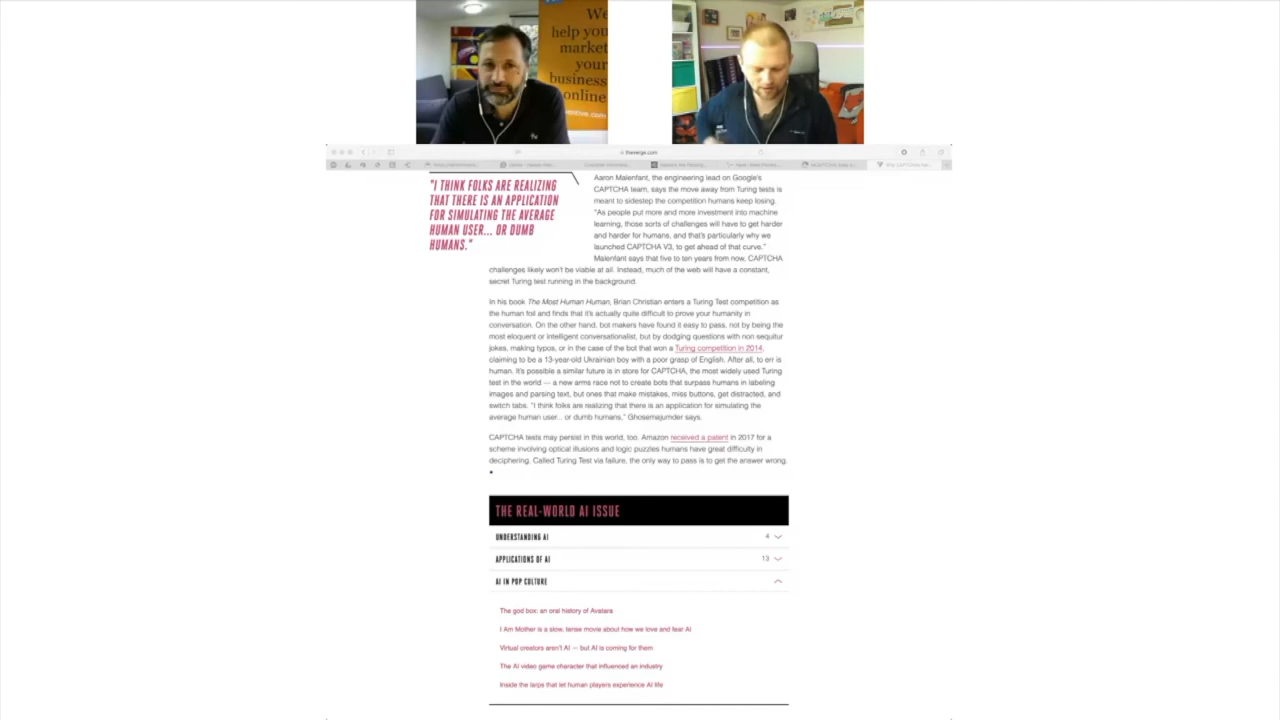 We
help you
market
your
business
online
theverge.com
"I THINK FOLKS ARE REALIZING
THAT THERE IS AN APPLICATION
FOR SIMULATING THE AVERAGE
HUMAN USER... OR DUMB
HUMANS."
Aaron Malenfant, the engineering lead on Google's
CAPTCHA team, says the move away from Turing tests is
meant to sidestep the competition humans keep losing.
"As people put more and more investment into machine
learning, those sorts of challenges will have to get harder
and harder for humans, and that's particularly why we
launched CAPTCHA V3, to get ahead of that curve."
Malenfant says that five to ten years from now, CAPTCHA
challenges likely won't be viable at all. Instead, much of the web will have a constant,
secret Turing test running in the background.
In his book The Most Human Human, Brian Christian enters a Turing Test competition as
the human foil and finds that it's actually quite difficult to prove your humanity in
conversation. On the other hand, bot makers have found it easy to pass, not by being the
most eloquent or intelligent conversationalist, but by dodging questions with non sequitur
jokes, making typos, or in the case of the bot that won a Turing competition in 2014,
claiming to be a 13-year-old Ukrainian boy with a poor grasp of English. After all, to err is
human. It's possible a similar future is in store for CAPTCHA, the most widely used Turing
test in the world — a new arms race not to create bots that surpass humans in labeling
images and parsing text, but ones that make mistakes, miss buttons, get distracted, and
switch tabs. "I think folks are realizing that there is an application for simulating the
average human user... or dumb humans," Ghosemajumder says.
CAPTCHA tests may persist in this world, too. Amazon received a patent in 2017 for a
scheme involving optical illusions and logic puzzles humans have great difficulty in
deciphering. Called Turing Test via failure, the only way to pass is to get the answer wrong.
THE REAL-WORLD AI ISSUE
UNDERSTANDING AI 4
APPLICATIONS OF AI 13
AI IN POP CULTURE
The god box: an oral history of Avatars
I Am Mother is a slow, tense movie about how we love and fear AI
Virtual creators aren't AI — but AI is coming for them
The AI video game character that influenced an industry
Inside the larps that let human players experience AI life